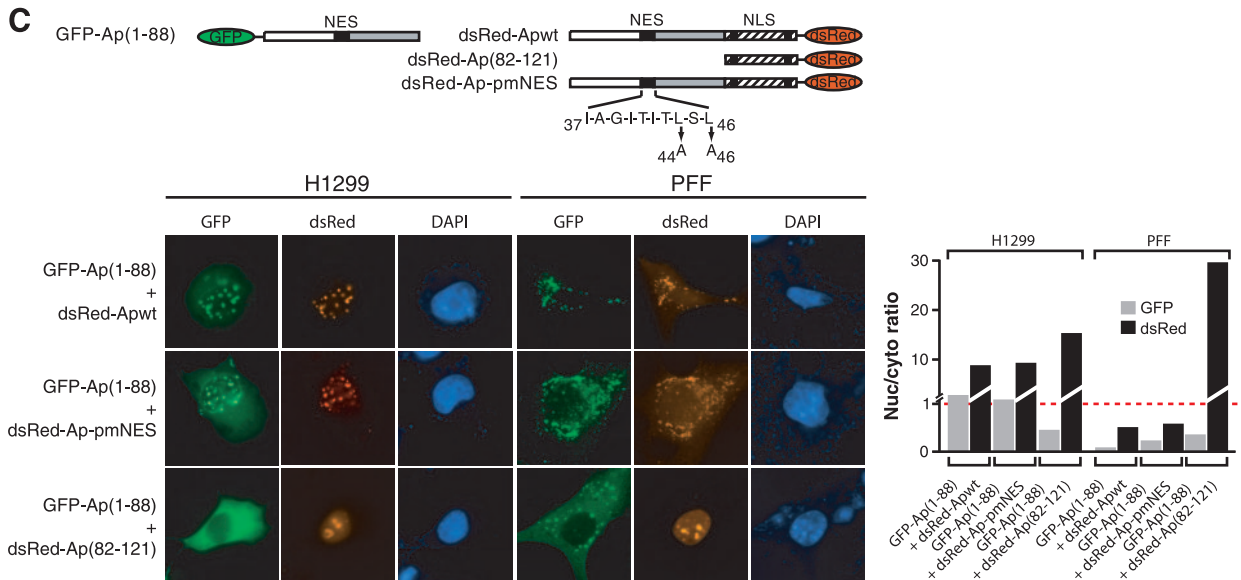 C
NES
NES NLS
GFP-Ap(1-88)
GFP
dsRed-Apwt
dsRed
dsRed-Ap(82-121)
dsRed
dsRed-Ap-pmNES
dsRed
37 I-A-G-I-T-I-T-L-S-L 46
44 A A 46
H1299 PFF
GFP dsRed DAPI GFP dsRed DAPI
GFP-Ap(1-88)
+
dsRed-Apwt
GFP-Ap(1-88)
+
dsRed-Ap-pmNES
GFP-Ap(1-88)
+
dsRed-Ap(82-121)
H1299 PFF
Nuc/cyto ratio
30
20
10
1
0
GFP
dsRed
GFP-Ap(1-88)
+ dsRed-Apwt
GFP-Ap(1-88)
+ dsRed-Ap-pmNES
GFP-Ap(1-88)
+ dsRed-Ap(82-121)
GFP-Ap(1-88)
+ dsRed-Apwt
GFP-Ap(1-88)
+ dsRed-Ap-pmNES
GFP-Ap(1-88)
+ dsRed-Ap(82-121)